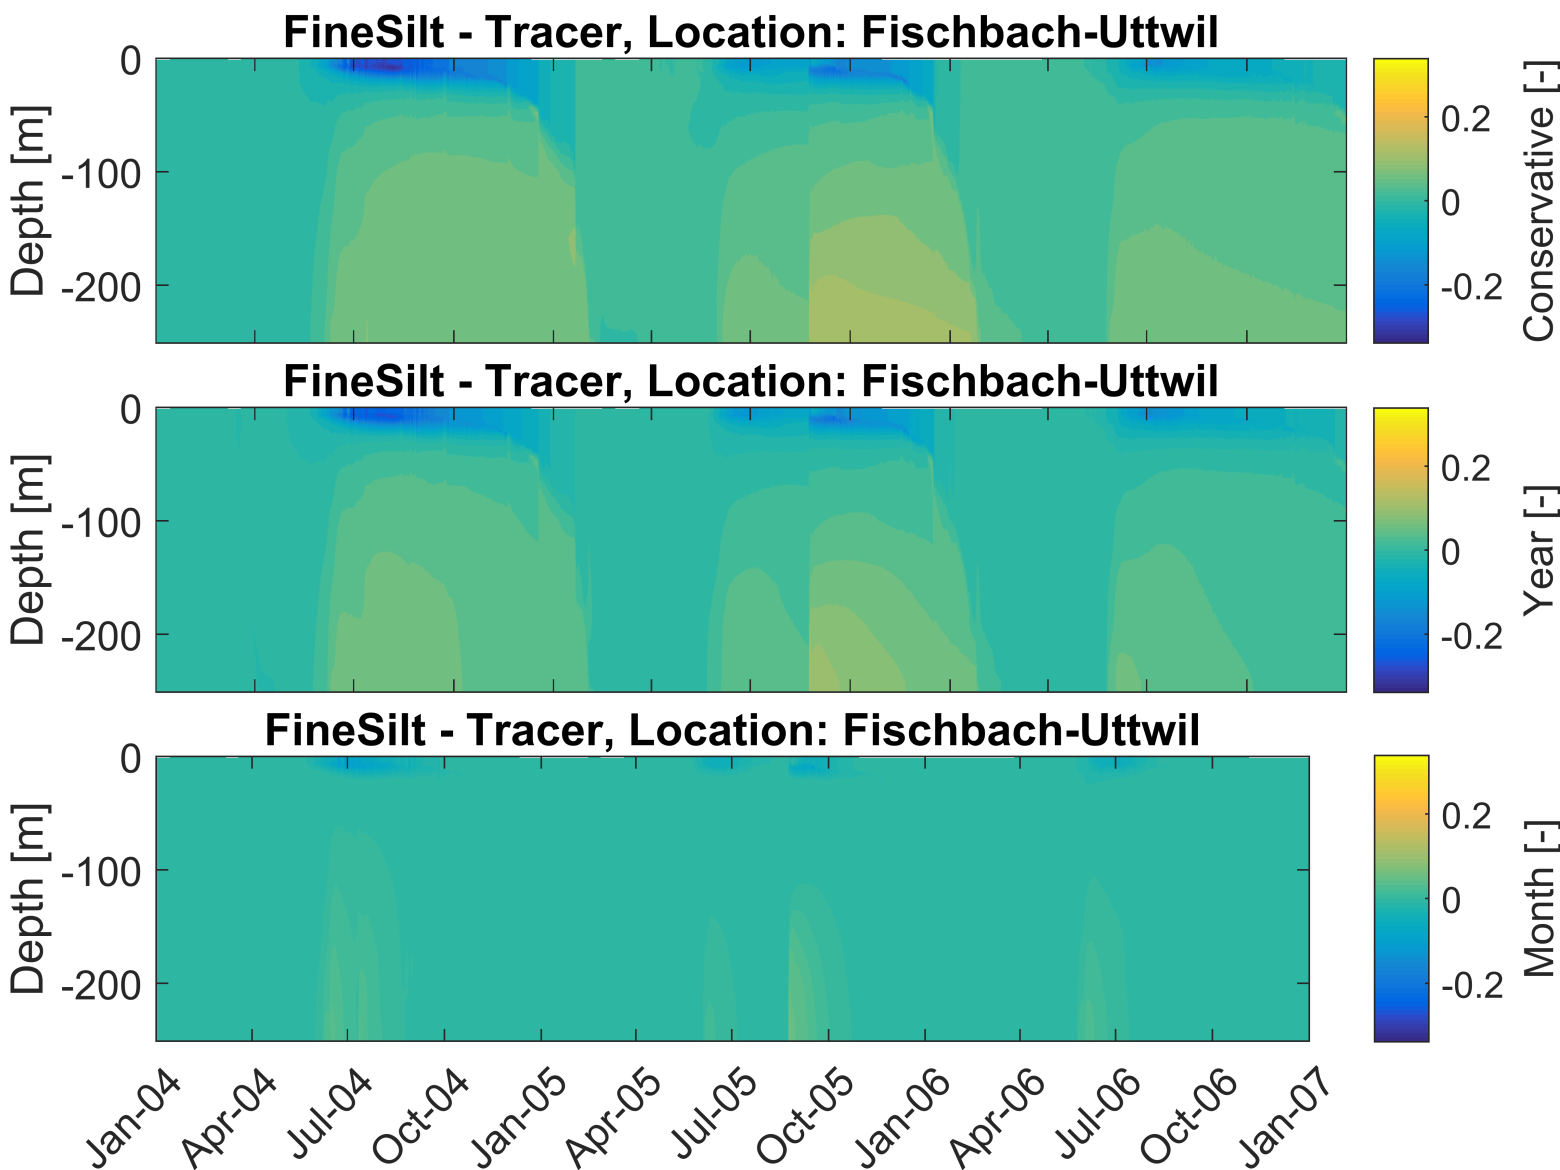 FineSilt - Tracer, Location: Fischbach-Uttwil
0
-100
-200
Depth [m]
0.2
0
-0.2
Conservative [-]
FineSilt - Tracer, Location: Fischbach-Uttwil
0
-100
-200
Depth [m]
0.2
0
-0.2
Year [-]
FineSilt - Tracer, Location: Fischbach-Uttwil
0
-100
-200
Depth [m]
0.2
0
-0.2
Month [-]
Jan-04
Apr-04
Jul-04
Oct-04
Jan-05
Apr-05
Jul-05
Oct-05
Jan-06
Apr-06
Jul-06
Oct-06
Jan-07